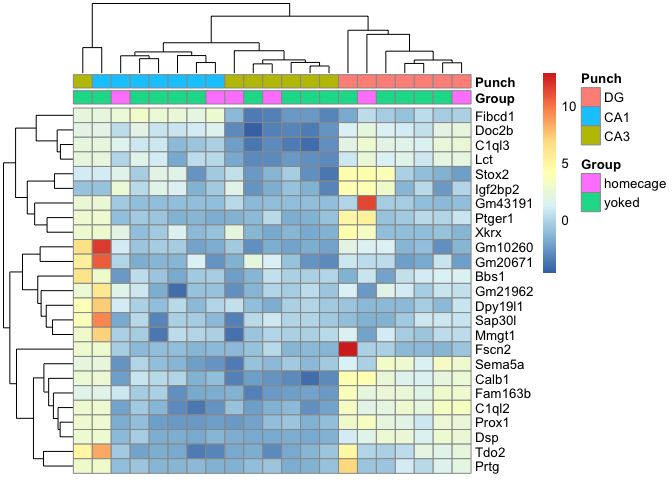 Punch
Group
Fibcd1
Doc2b
C1ql3
Lct
Stox2
Igf2bp2
Gm43191
Ptger1
Xkrx
Gm10260
Gm20671
Bbs1
Gm21962
Dpy19l1
Sap30l
Mmgt1
Fscn2
Sema5a
Calb1
Fam163b
C1ql2
Prox1
Dsp
Tdo2
Prtg
10
5
0
Punch
DG
CA1
CA3
Group
homecage
yoked